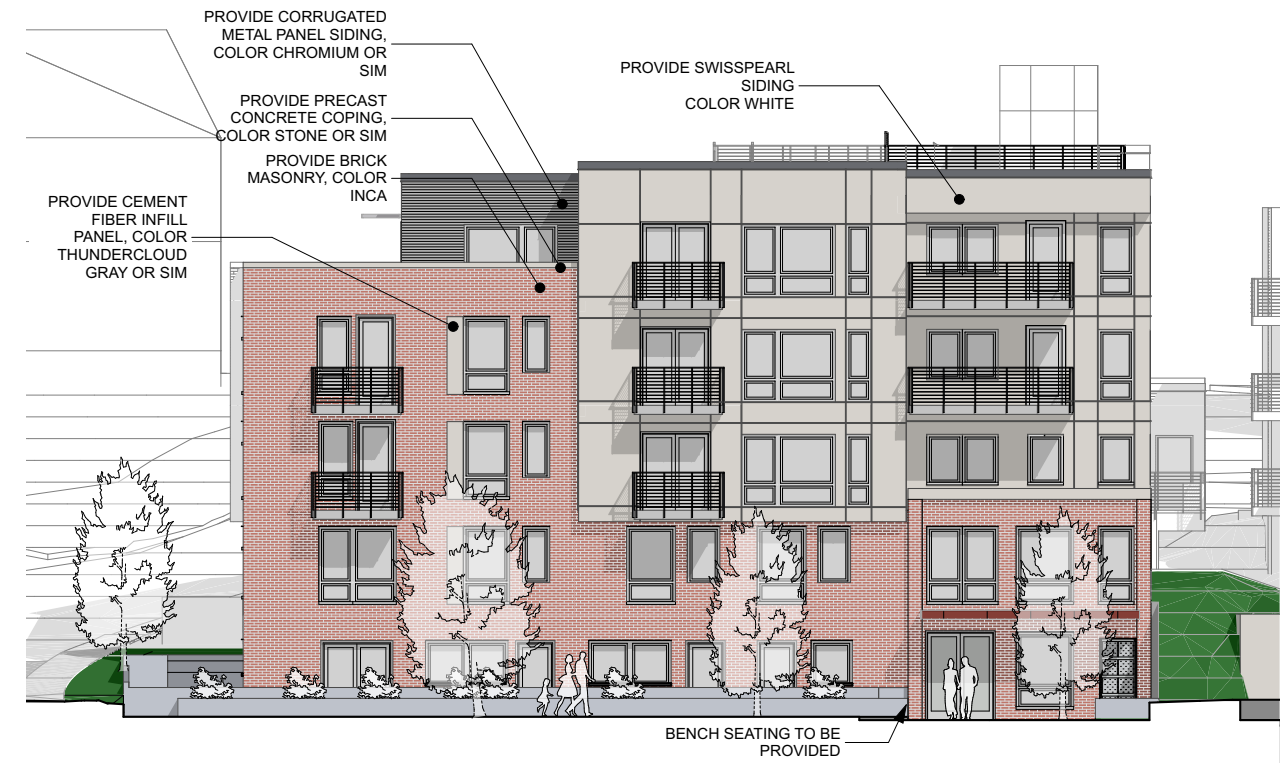 PROVIDE CORRUGATED
METAL PANEL SIDING,
COLOR CHROMIUM OR
SIM
PROVIDE PRECAST
CONCRETE COPING,
COLOR STONE OR SIM
PROVIDE BRICK
MASONRY, COLOR
INCA
PROVIDE CEMENT
FIBER INFILL
PANEL, COLOR
THUNDERCLOUD
GRAY OR SIM
PROVIDE SWISSPEARL
SIDING
COLOR WHITE
BENCH SEATING TO BE
PROVIDED